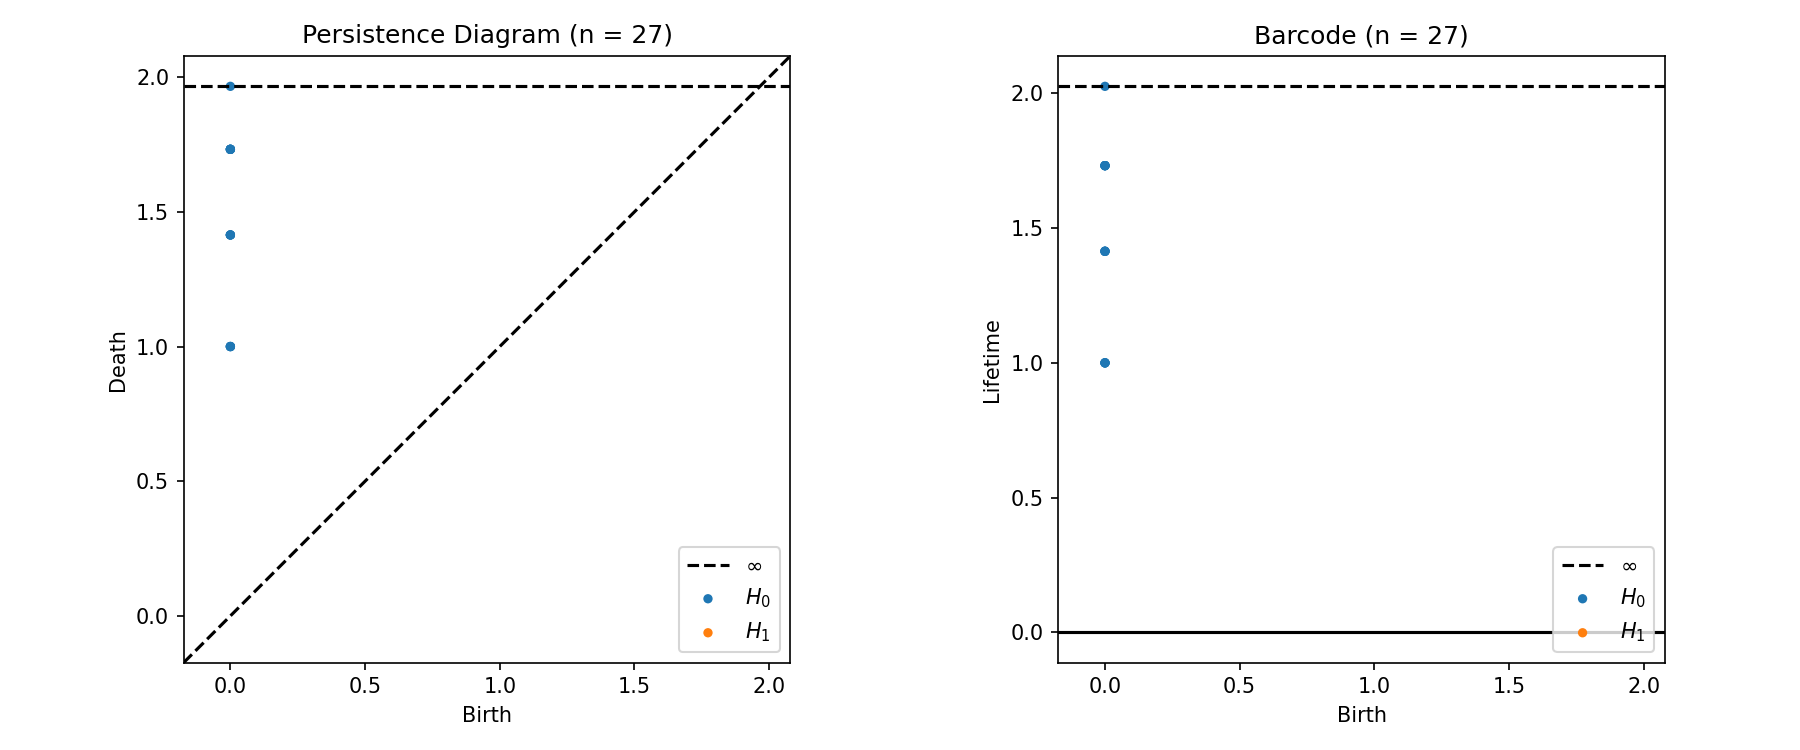 Persistence Diagram (n = 27)
2.0
1.5
1.0
0.5
0.0
Death
0.0 0.5 1.0 1.5 2.0
Birth
∞
H₀
H₁
Barcode (n = 27)
2.0
1.5
1.0
0.5
0.0
Lifetime
0.0 0.5 1.0 1.5 2.0
Birth
∞
H₀
H₁